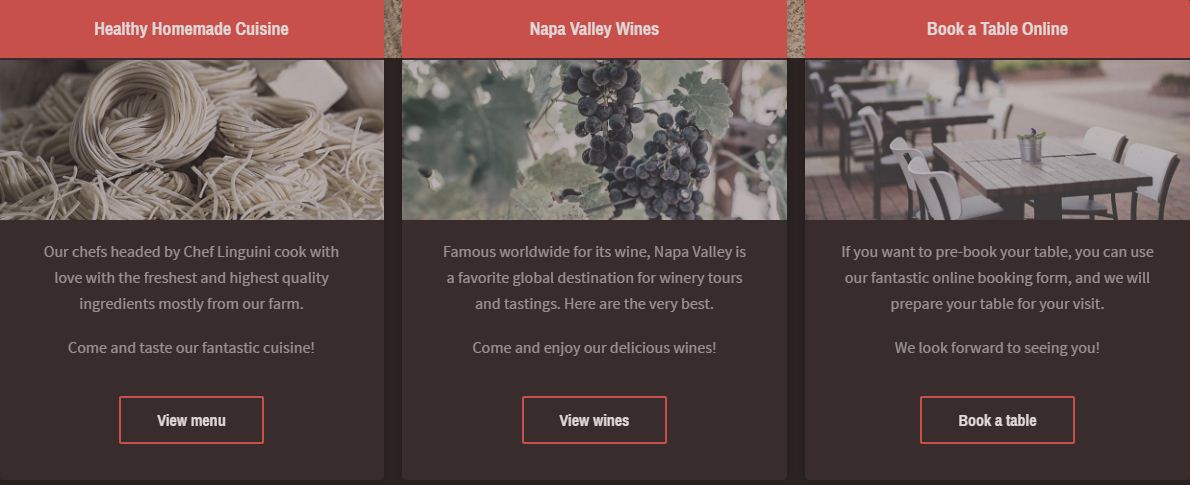 Healthy Homemade Cuisine
Our chefs headed by Chef Linguini cook with
love with the freshest and highest quality
ingredients mostly from our farm.
Come and taste our fantastic cuisine!
View menu
Napa Valley Wines
Famous worldwide for its wine, Napa Valley is
a favorite global destination for winery tours
and tastings. Here are the very best.
Come and enjoy our delicious wines!
View wines
Book a Table Online
If you want to pre-book your table, you can use
our fantastic online booking form, and we will
prepare your table for your visit.
We look forward to seeing you!
Book a table